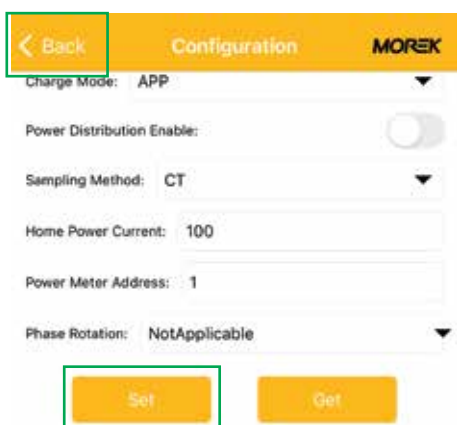 Back Configuration MOREK
Charge Mode: APP
Power Distribution Enable:
Sampling Method: CT
Home Power Current: 100
Power Meter Address: 1
Phase Rotation: NotApplicable
Set Get